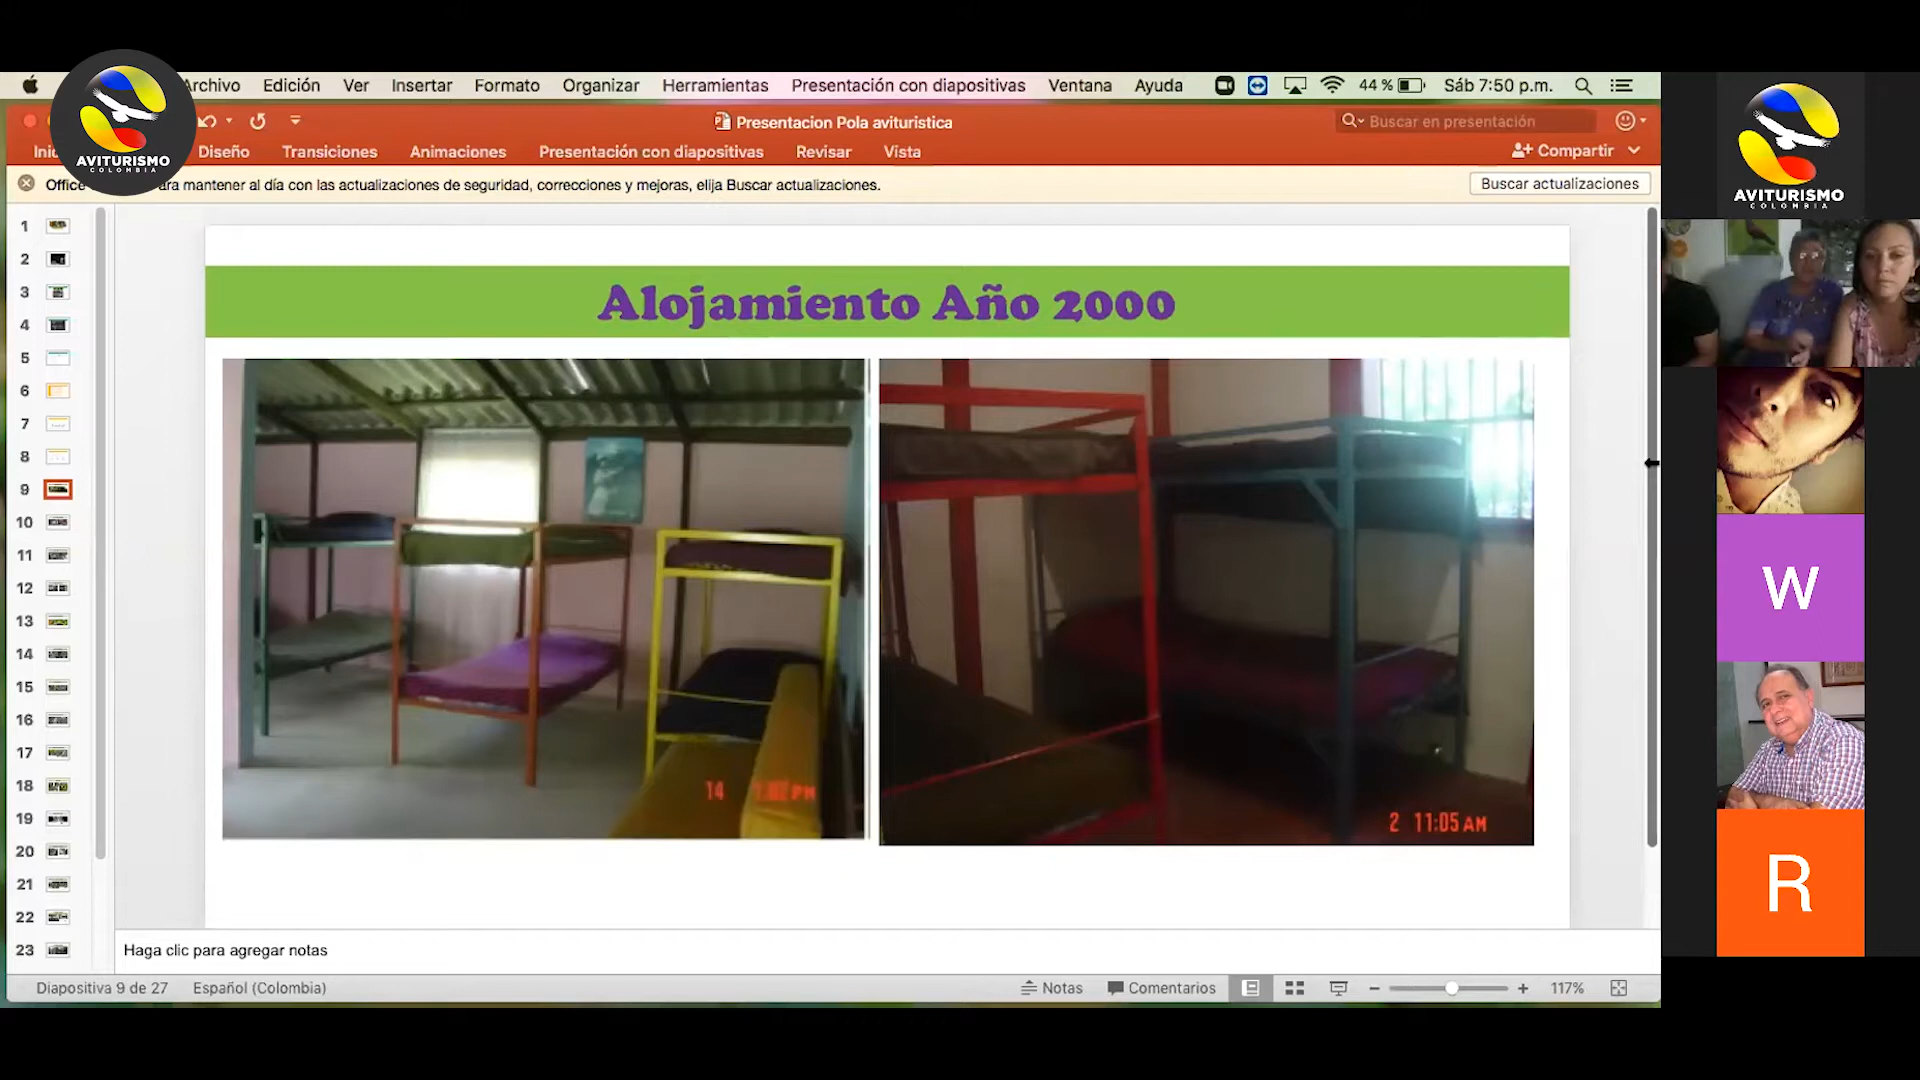 Archivo Edición Ver Insertar Formato Organizar Herramientas Presentación con diapositivas Ventana Ayuda 44 % Sáb 7:50 p.m.
Presentacion Pola avituristica
Buscar en presentación
Diseño Transiciones Animaciones Presentación con diapositivas Revisar Vista
Compartir
Office para mantener al día con las actualizaciones de seguridad, correcciones y mejoras, elija Buscar actualizaciones.
Buscar actualizaciones
AVITURISMO
COLOMBIA
Alojamiento Año 2000
14 PM
2 11:05 AM
1
2
3
4
5
6
7
8
9
10
11
12
13
14
15
16
17
18
19
20
21
22
23
Haga clic para agregar notas
Diapositiva 9 de 27 Español (Colombia)
Notas Comentarios 117%
AVITURISMO
COLOMBIA
W
R